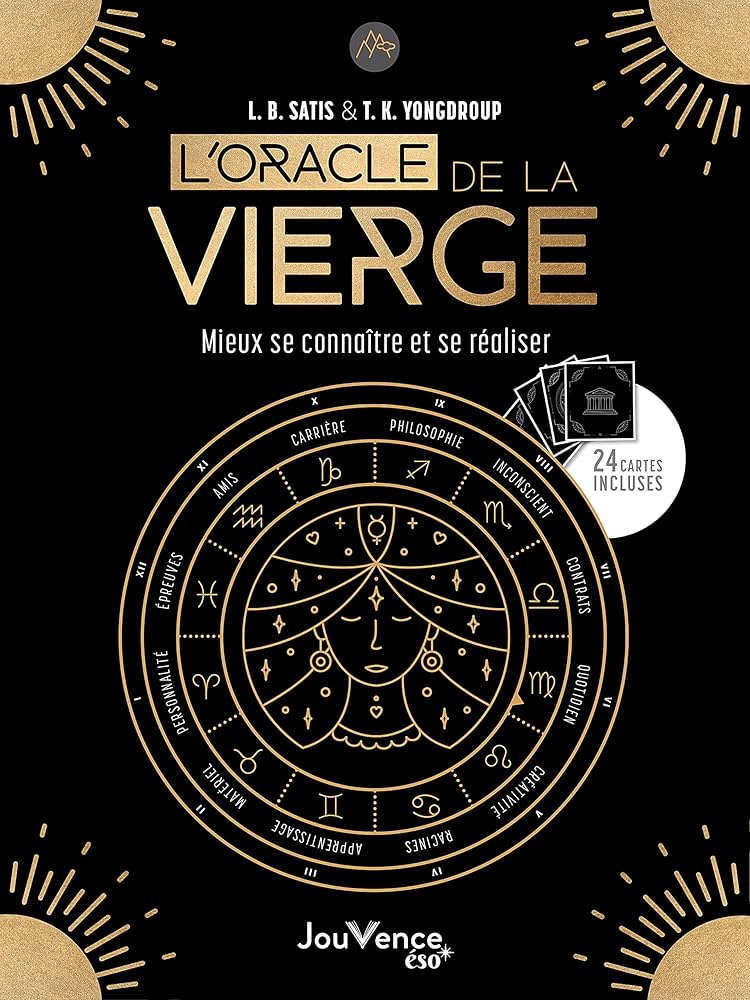 L. B. SATIS & T. K. YONGDROUP
L'ORACLE DE LA
VIERGE
Mieux se connaître et se réaliser
24 CARTES
INCLUSES
X
CARRIÈRE
IX
PHILOSOPHIE
VIII
INCONSCIENT
VII
CONTRATS
VI
QUOTIDIEN
V
CRÉATIVITÉ
IV
RACINES
III
APPRENTISSAGE
II
MATÉRIEL
I
PERSONNALITÉ
XII
ÉPREUVES
XI
AMIS
JouVence
éso*